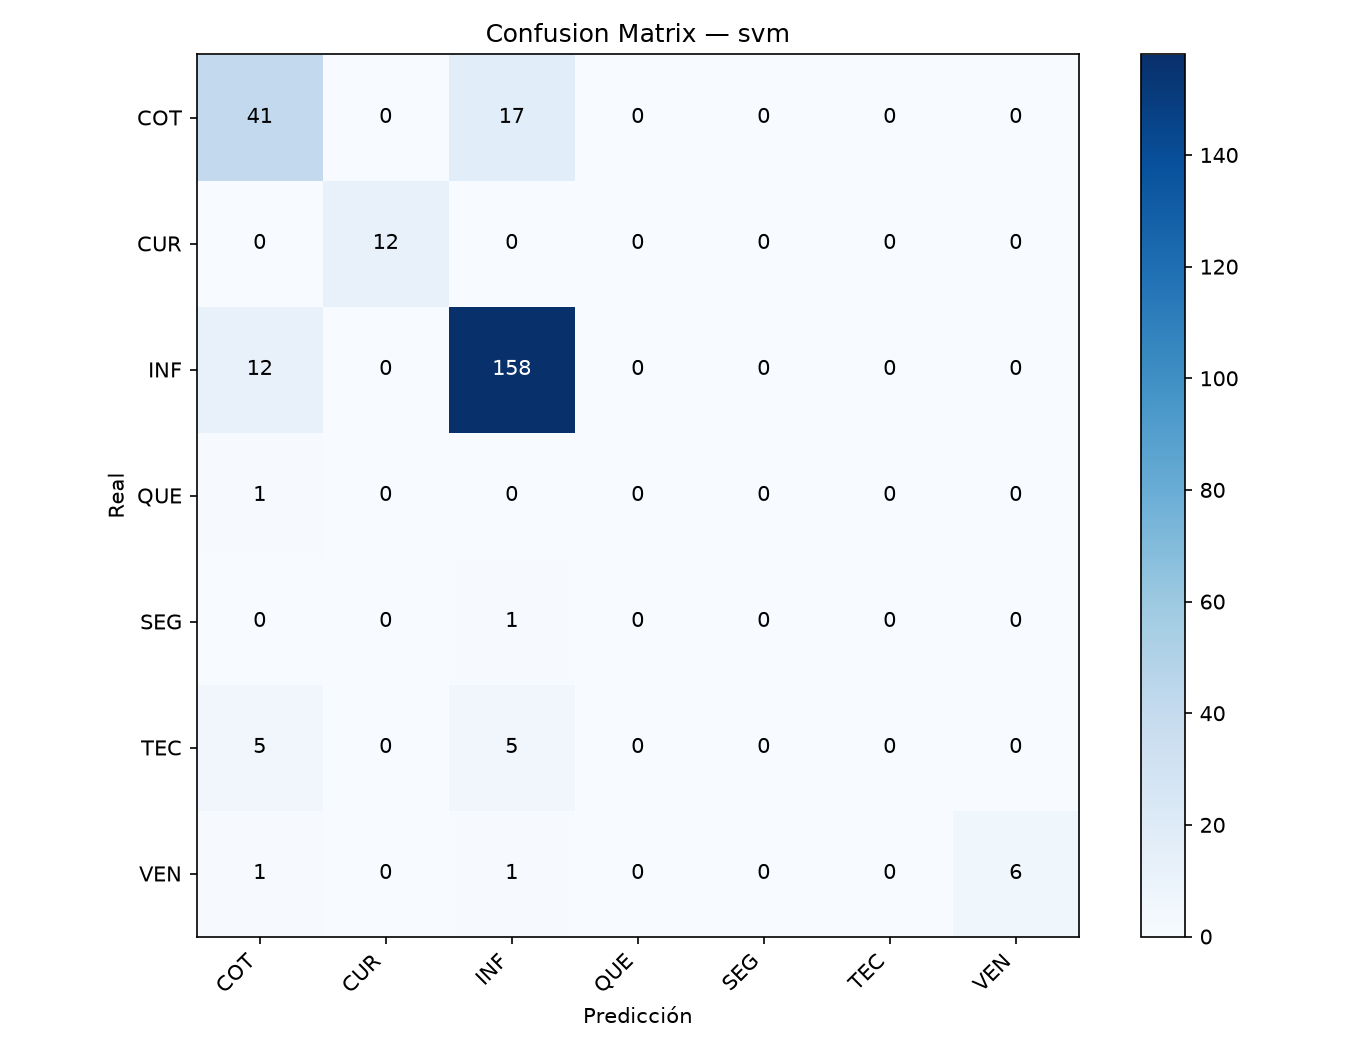 Confusion Matrix — svm
COT 41 0 17 0 0 0 0
CUR 0 12 0 0 0 0 0
INF 12 0 158 0 0 0 0
QUE 1 0 0 0 0 0 0
SEG 0 0 1 0 0 0 0
TEC 5 0 5 0 0 0 0
VEN 1 0 1 0 0 0 6
COT CUR INF QUE SEG TEC VEN
Predicción
Real
140
120
100
80
60
40
20
0